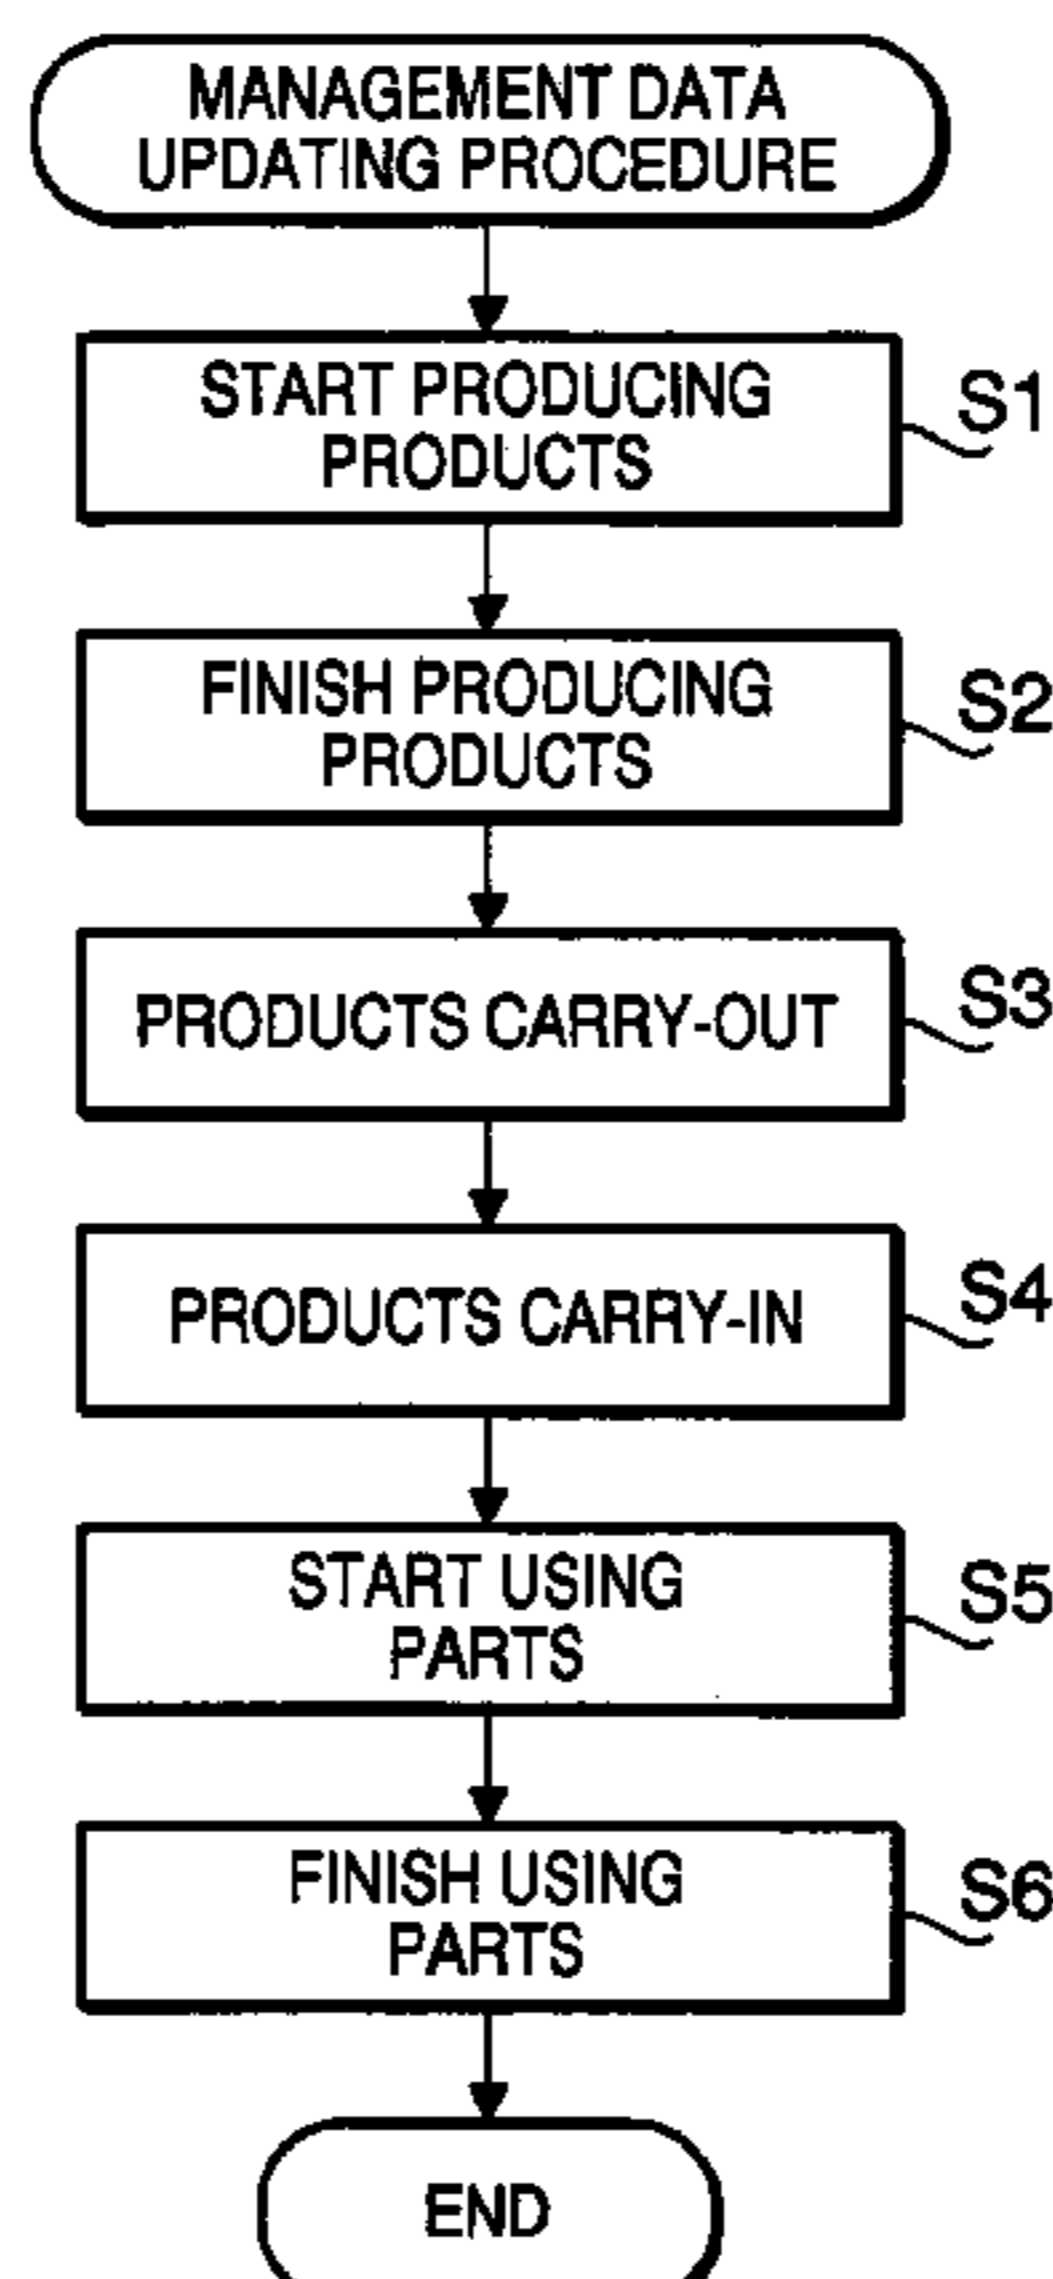 MANAGEMENT DATA
UPDATING PROCEDURE
START PRODUCING
PRODUCTS
S1
FINISH PRODUCING
PRODUCTS
S2
PRODUCTS CARRY-OUT
S3
PRODUCTS CARRY-IN
S4
START USING
PARTS
S5
FINISH USING
PARTS
S6
END